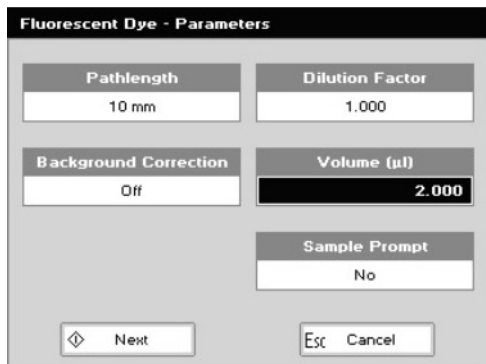 Fluorescent Dye - Parameters
Pathlength
10 mm
Dilution Factor
1.000
Background Correction
Off
Volume (µl)
2.000
Sample Prompt
No
Next
Esc Cancel